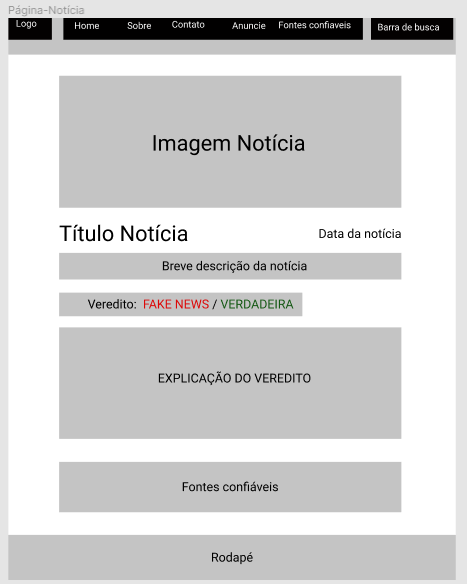 Página-Notícia
Logo
Home Sobre Contato Anuncie Fontes confiaveis
Barra de busca
Imagem Notícia
Título Notícia
Data da notícia
Breve descrição da notícia
Veredito: FAKE NEWS / VERDADEIRA
EXPLICAÇÃO DO VEREDITO
Fontes confiáveis
Rodapé